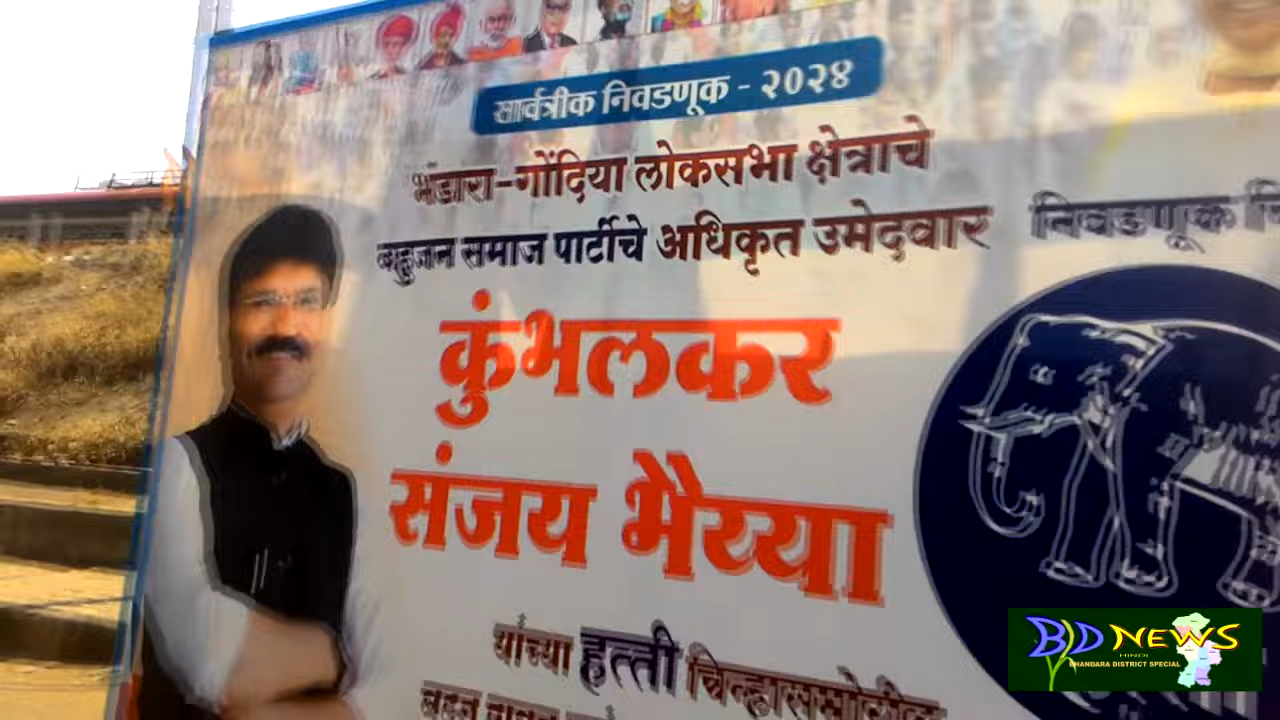 सार्वत्रीक निवडणूक - २०२४
भंडारा-गोंदिया लोकसभा क्षेत्राचे
बहुजन समाज पार्टीचे अधिकृत उमेदवार
निवडणूक
कुंभलकर
संजय भैय्या
यांच्या हत्ती चिन्हासमोरील
BD NEWS
HINDI
BHANDARA DISTRICT SPECIAL